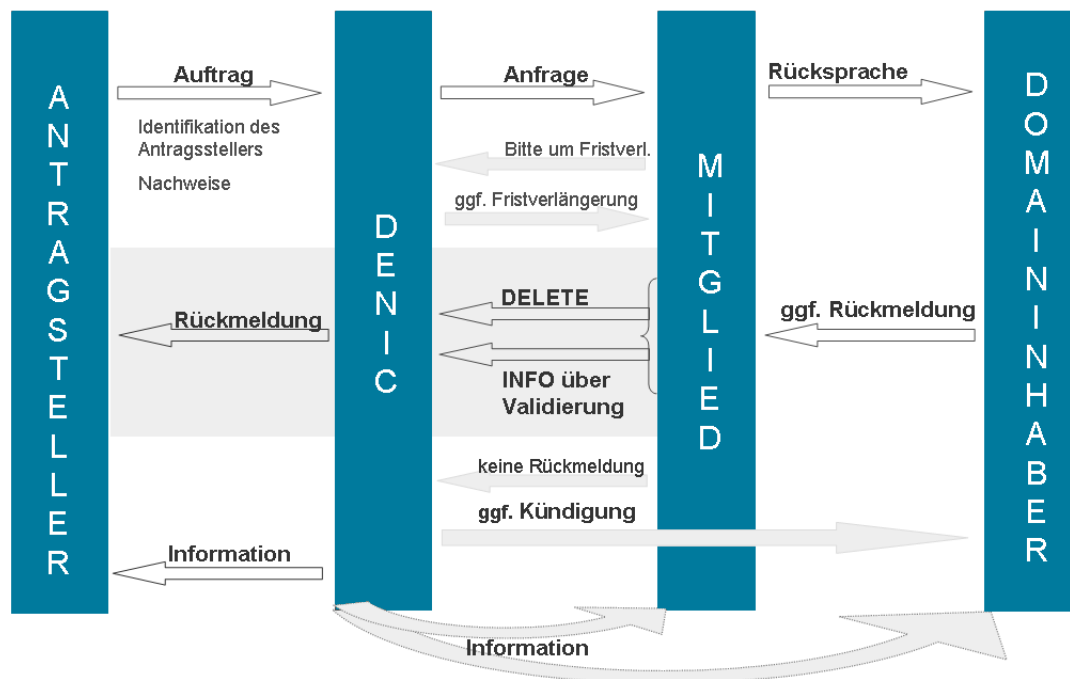 ANTRAGSTELLER
DENIC
MITGLIED
DOMAININHABER
Auftrag
Anfrage
Rücksprache
Identifikation des
Antragsstellers
Nachweise
Bitte um Fristverl.
ggf. Fristverlängerung
DELETE
Rückmeldung
ggf. Rückmeldung
INFO über
Validierung
keine Rückmeldung
ggf. Kündigung
Information
Information